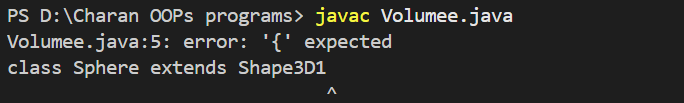 PS D:\Charan OOPs programs> javac Volumee.java
Volumee.java:5: error: '{' expected
class Sphere extends Shape3D1
^